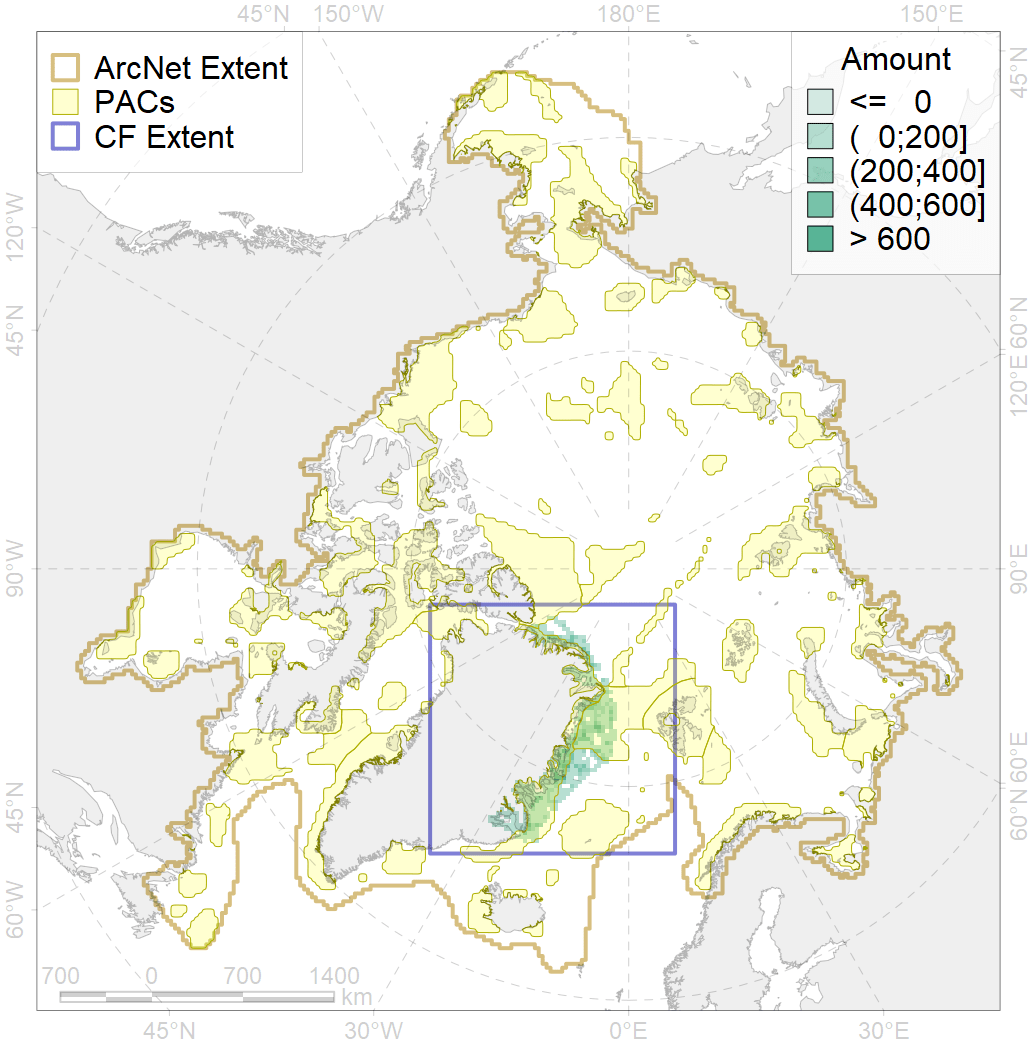 45°N 150°W 180°E 150°E
ArcNet Extent
PACs
CF Extent
Amount
<= 0
( 0;200]
(200;400]
(400;600]
> 600
45°N
120°W
45°N
60°N
120°E
90°W
90°E
45°N
60°W
60°E
60°N
700 0 700 1400
km
45°N 30°W 0°E 30°E